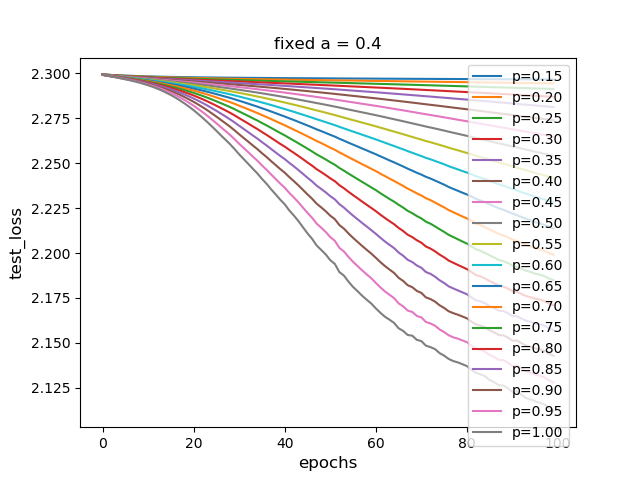 fixed a = 0.4
2.300
2.275
2.250
2.225
2.200
2.175
2.150
2.125
test_loss
0
20
40
60
80
100
epochs
p=0.15
p=0.20
p=0.25
p=0.30
p=0.35
p=0.40
p=0.45
p=0.50
p=0.55
p=0.60
p=0.65
p=0.70
p=0.75
p=0.80
p=0.85
p=0.90
p=0.95
p=1.00